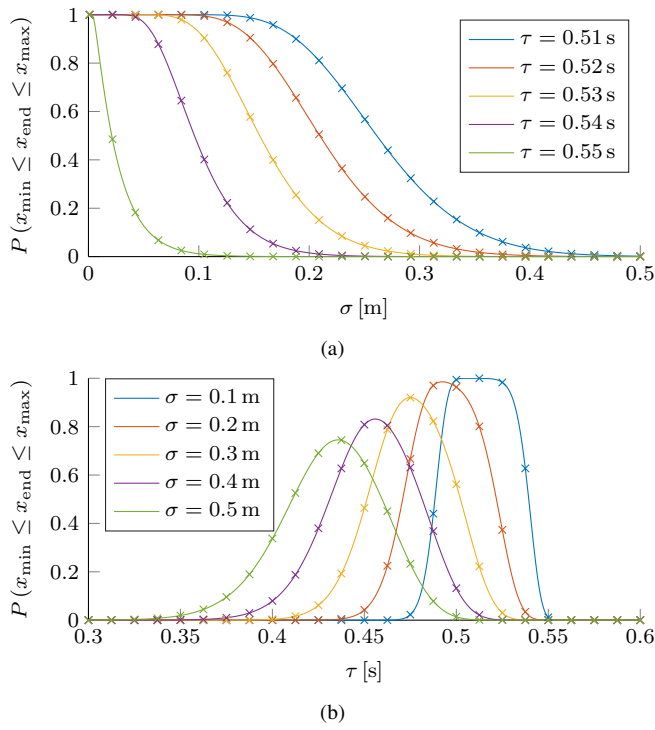 1
0.8
0.6
0.4
0.2
0
P (x_min ≤ x_end ≤ x_max)
τ = 0.51 s
τ = 0.52 s
τ = 0.53 s
τ = 0.54 s
τ = 0.55 s
0 0.1 0.2 0.3 0.4 0.5
σ [m]
(a)
1
0.8
0.6
0.4
0.2
0
P (x_min ≤ x_end ≤ x_max)
σ = 0.1 m
σ = 0.2 m
σ = 0.3 m
σ = 0.4 m
σ = 0.5 m
0.3 0.35 0.4 0.45 0.5 0.55 0.6
τ [s]
(b)